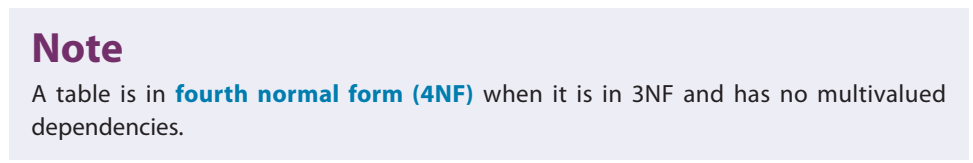 Note
A table is in fourth normal form (4NF) when it is in 3NF and has no multivalued
dependencies.